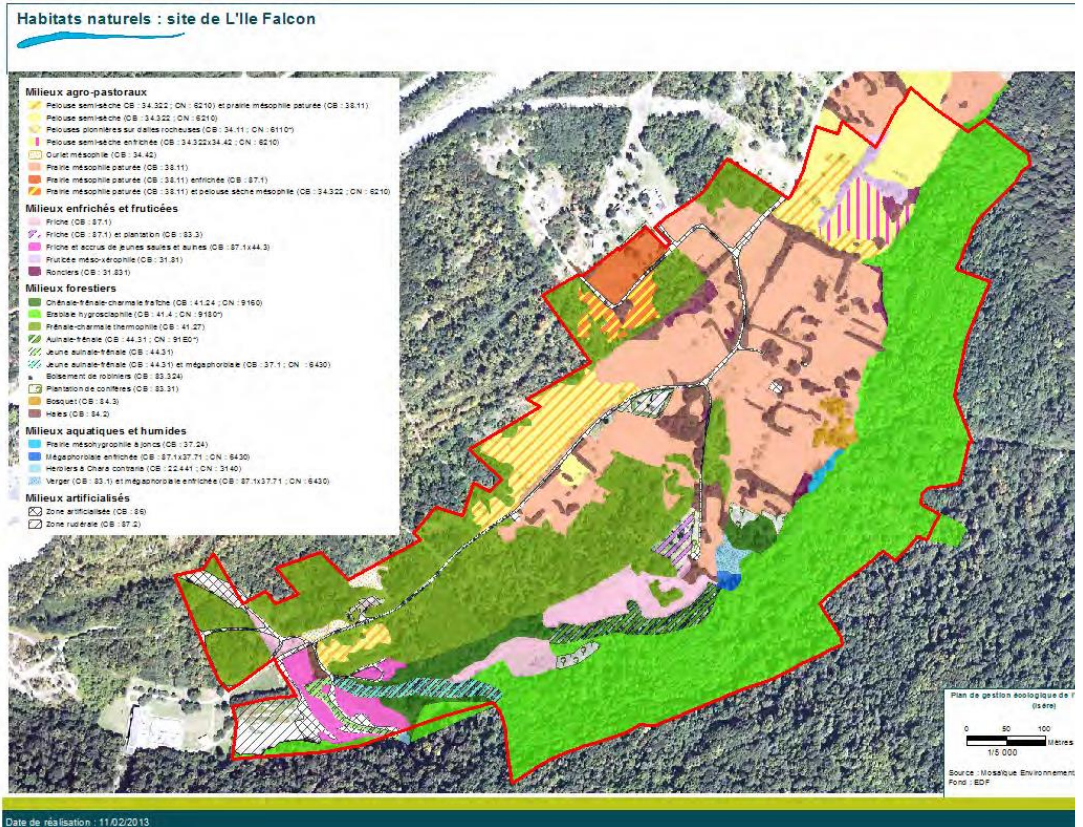 Habitats naturels : site de L'Ile Falcon
Milieux agro-pastoraux
Pelouse semi-sèche CB : 34.322 ; CN : 6210) et prairie mésophile paturée (CB : 38.11)
Pelouse semi-sèche (CB : 34.322 ; CN : 6210)
Pelouses pionnières sur dalles rocheuses (CB : 34.11 ; CN : 6110*)
Pelouse semi-sèche enfrichée (CB : 34.322x34.42 ; CN : 6210)
Ourlet mésophile (CB : 34.42)
Prairie mésophile paturée (CB : 38.11)
Prairie mésophile paturée (CB : 38.11) enfrichée (CB : 87.1)
Prairie mésophile paturée (CB : 38.11) et pelouse sèche mésophile (CB : 34.322 ; CN : 6210)
Milieux enfrichés et fruticées
Friche (CB : 87.1)
Friche (CB : 87.1) et plantation (CB : 83.3)
Friche et accrus de jeunes saules et aulnes (CB : 87.1x44.3)
Fruticée méso-xérophile (CB : 31.81)
Ronciers (CB : 31.831)
Milieux forestiers
Chênaie-frênaie-charmaie fraîche (CB : 41.24 ; CN : 9160)
Erablaie hygrosciaphile (CB : 41.4 ; CN : 9180*)
Frênaie-charmaie thermophile (CB : 41.27)
Aulnaie-frênaie (CB : 44.31 ; CN : 91E0*)
Jeune aulnaie-frênaie (CB : 44.31)
Jeune aulnaie-frênaie (CB : 44.31) et mégaphorbiaie (CB : 37.1 ; CN : 6430)
Boisement de robiniers (CB : 83.324)
Plantation de conifères (CB : 83.31)
Bosquet (CB : 84.3)
Haies (CB : 84.2)
Milieux aquatiques et humides
Prairie méschygrophile à joncs (CB : 37.24)
Mégaphorbiaie enfrichée (CB : 87.1x37.71 ; CN : 6430)
Herbiers à Chara contraria (CB : 22.441 ; CN : 3140)
Verger (CB : 83.1) et mégaphorbiaie enfrichée (CB : 87.1x37.71 ; CN : 6430)
Milieux artificialisés
Zone artificialisée (CB : 86)
Zone rudérale (CB : 87.2)
Plan de gestion écologique de l'
(Isère)
0 50 100
Mètres
1/5 000
Source : Mosaïque Environnement
Fond : EDF
Date de réalisation : 11/02/2013